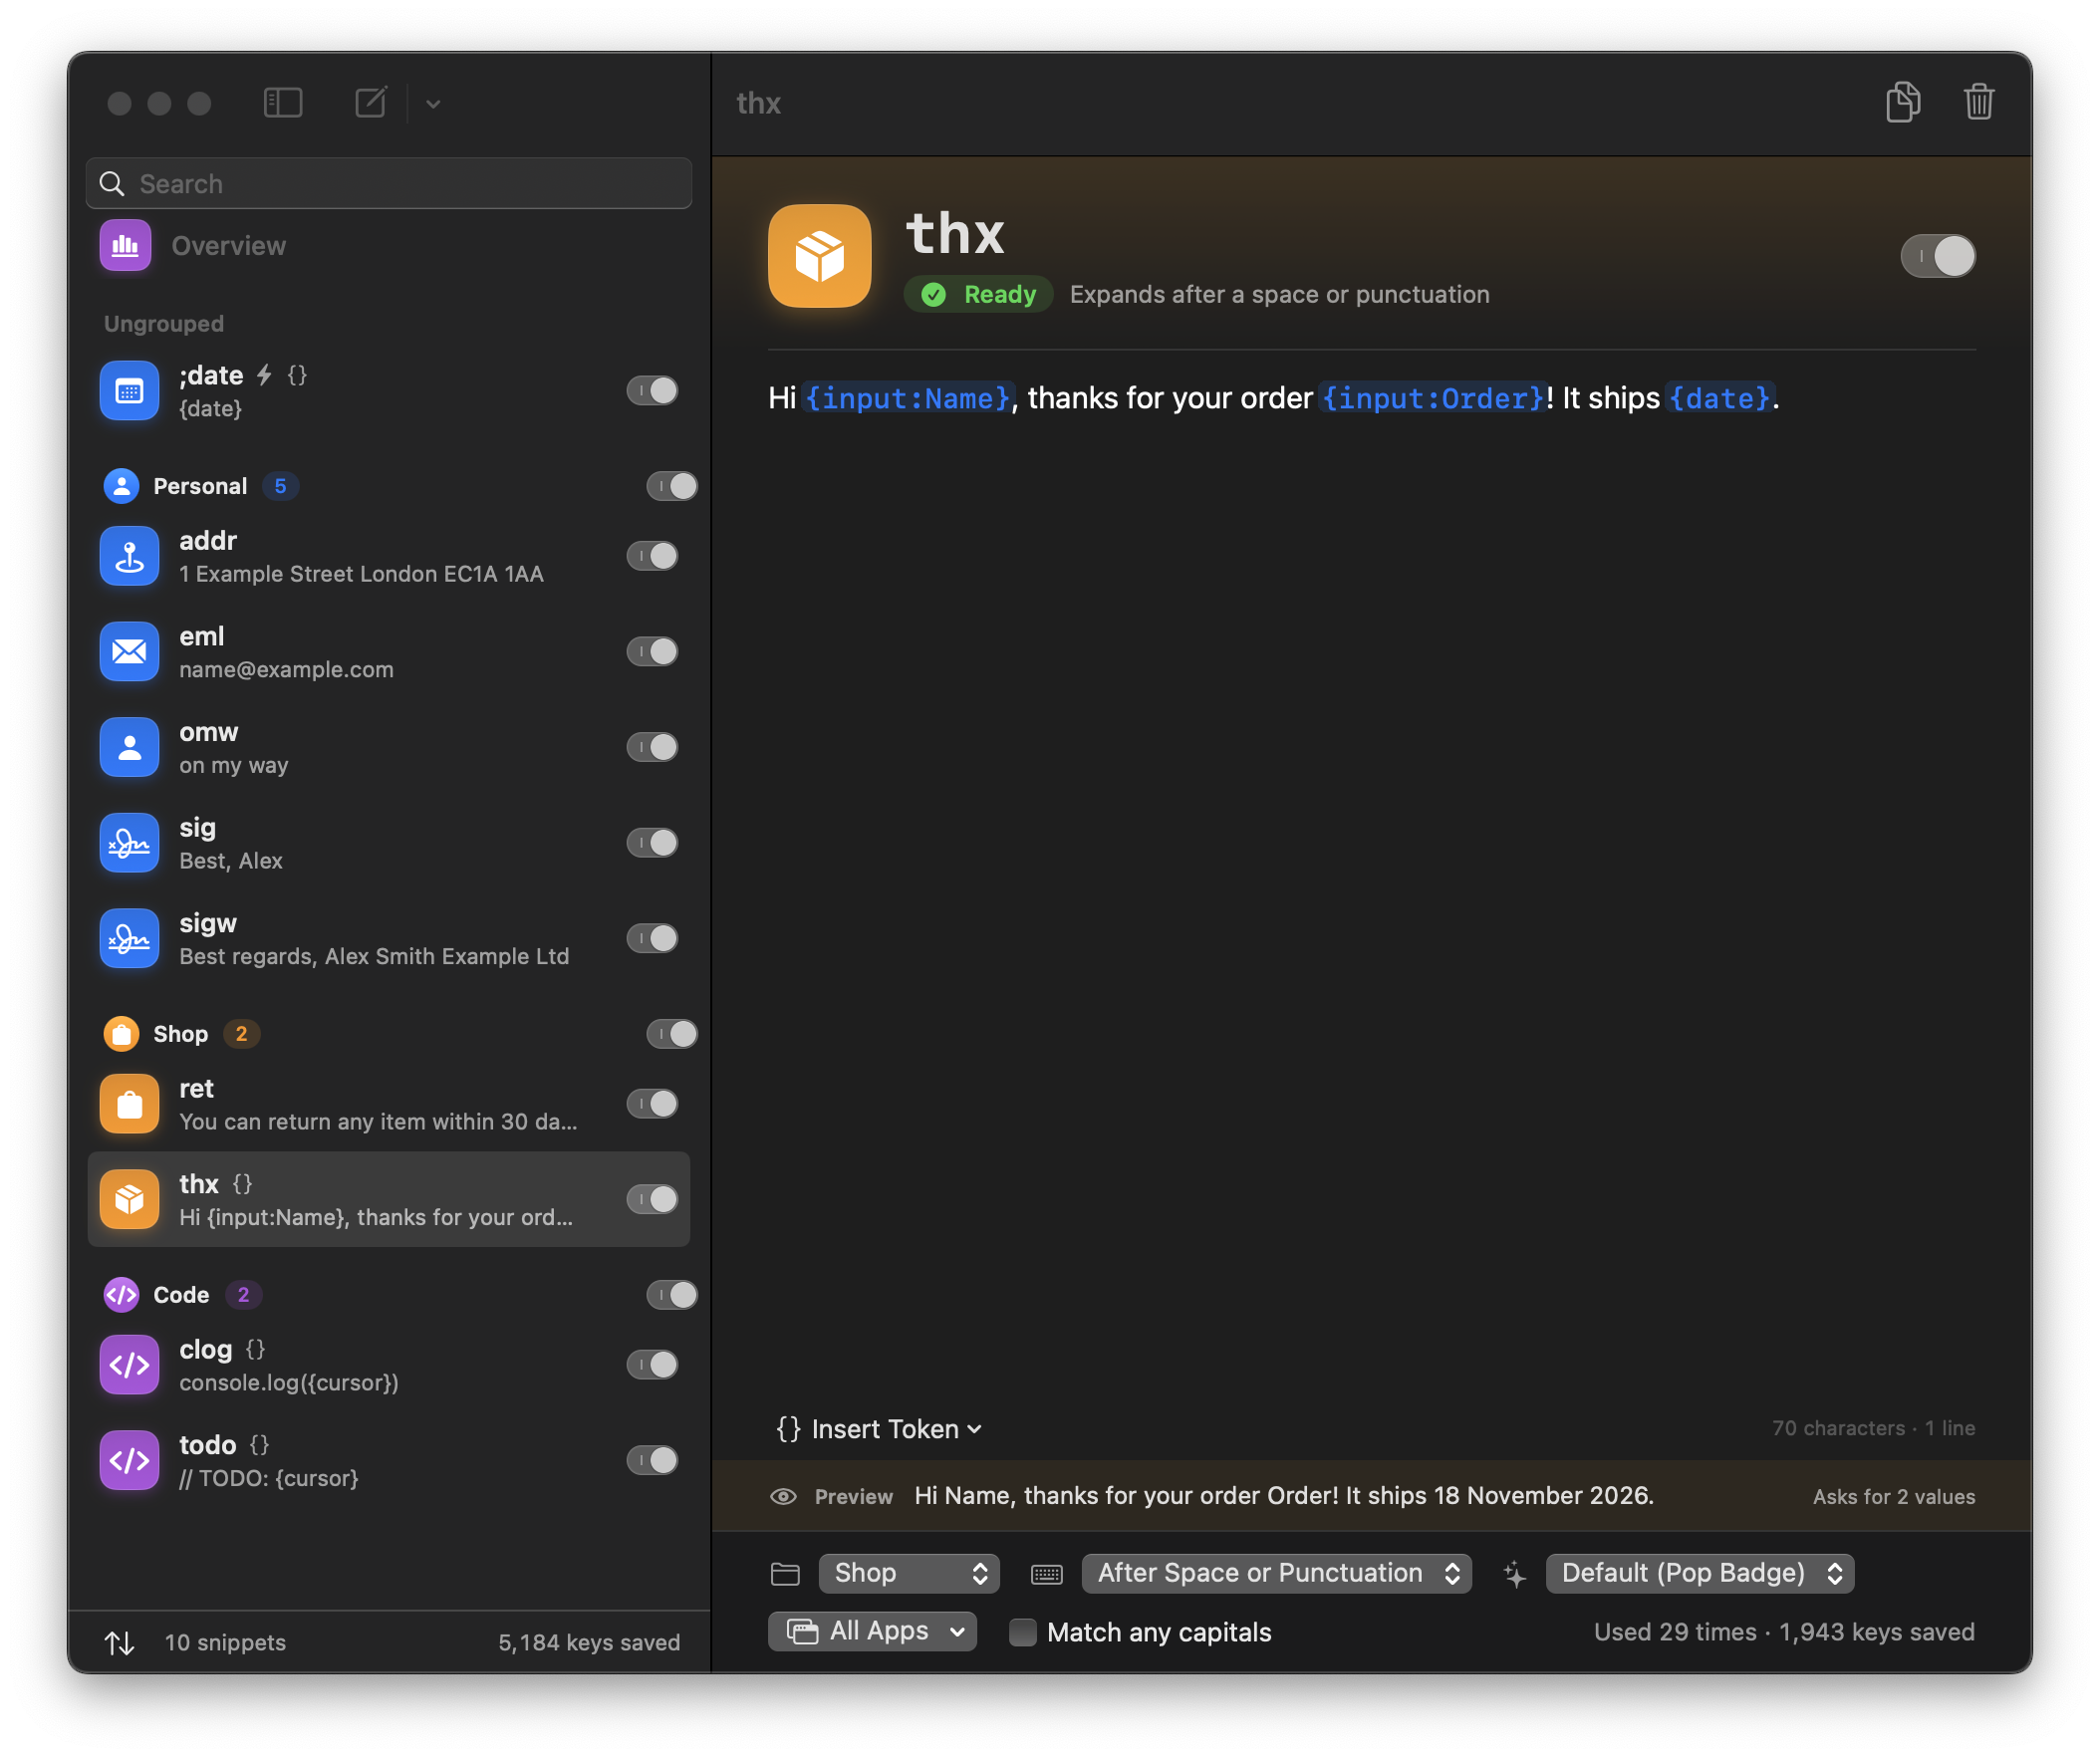 thx
Search
Overview
Ungrouped
;date {}
{date}
Personal 5
addr
1 Example Street London EC1A 1AA
eml
name@example.com
omw
on my way
sig
Best, Alex
sigw
Best regards, Alex Smith Example Ltd
Shop 2
ret
You can return any item within 30 da...
thx {}
Hi {input:Name}, thanks for your ord...
Code 2
clog {}
console.log({cursor})
todo {}
// TODO: {cursor}
10 snippets
5,184 keys saved
thx
Ready
Expands after a space or punctuation
Hi {input:Name}, thanks for your order {input:Order}! It ships {date}.
{} Insert Token
70 characters · 1 line
Preview Hi Name, thanks for your order Order! It ships 18 November 2026.
Asks for 2 values
Shop
After Space or Punctuation
Default (Pop Badge)
All Apps
Match any capitals
Used 29 times · 1,943 keys saved